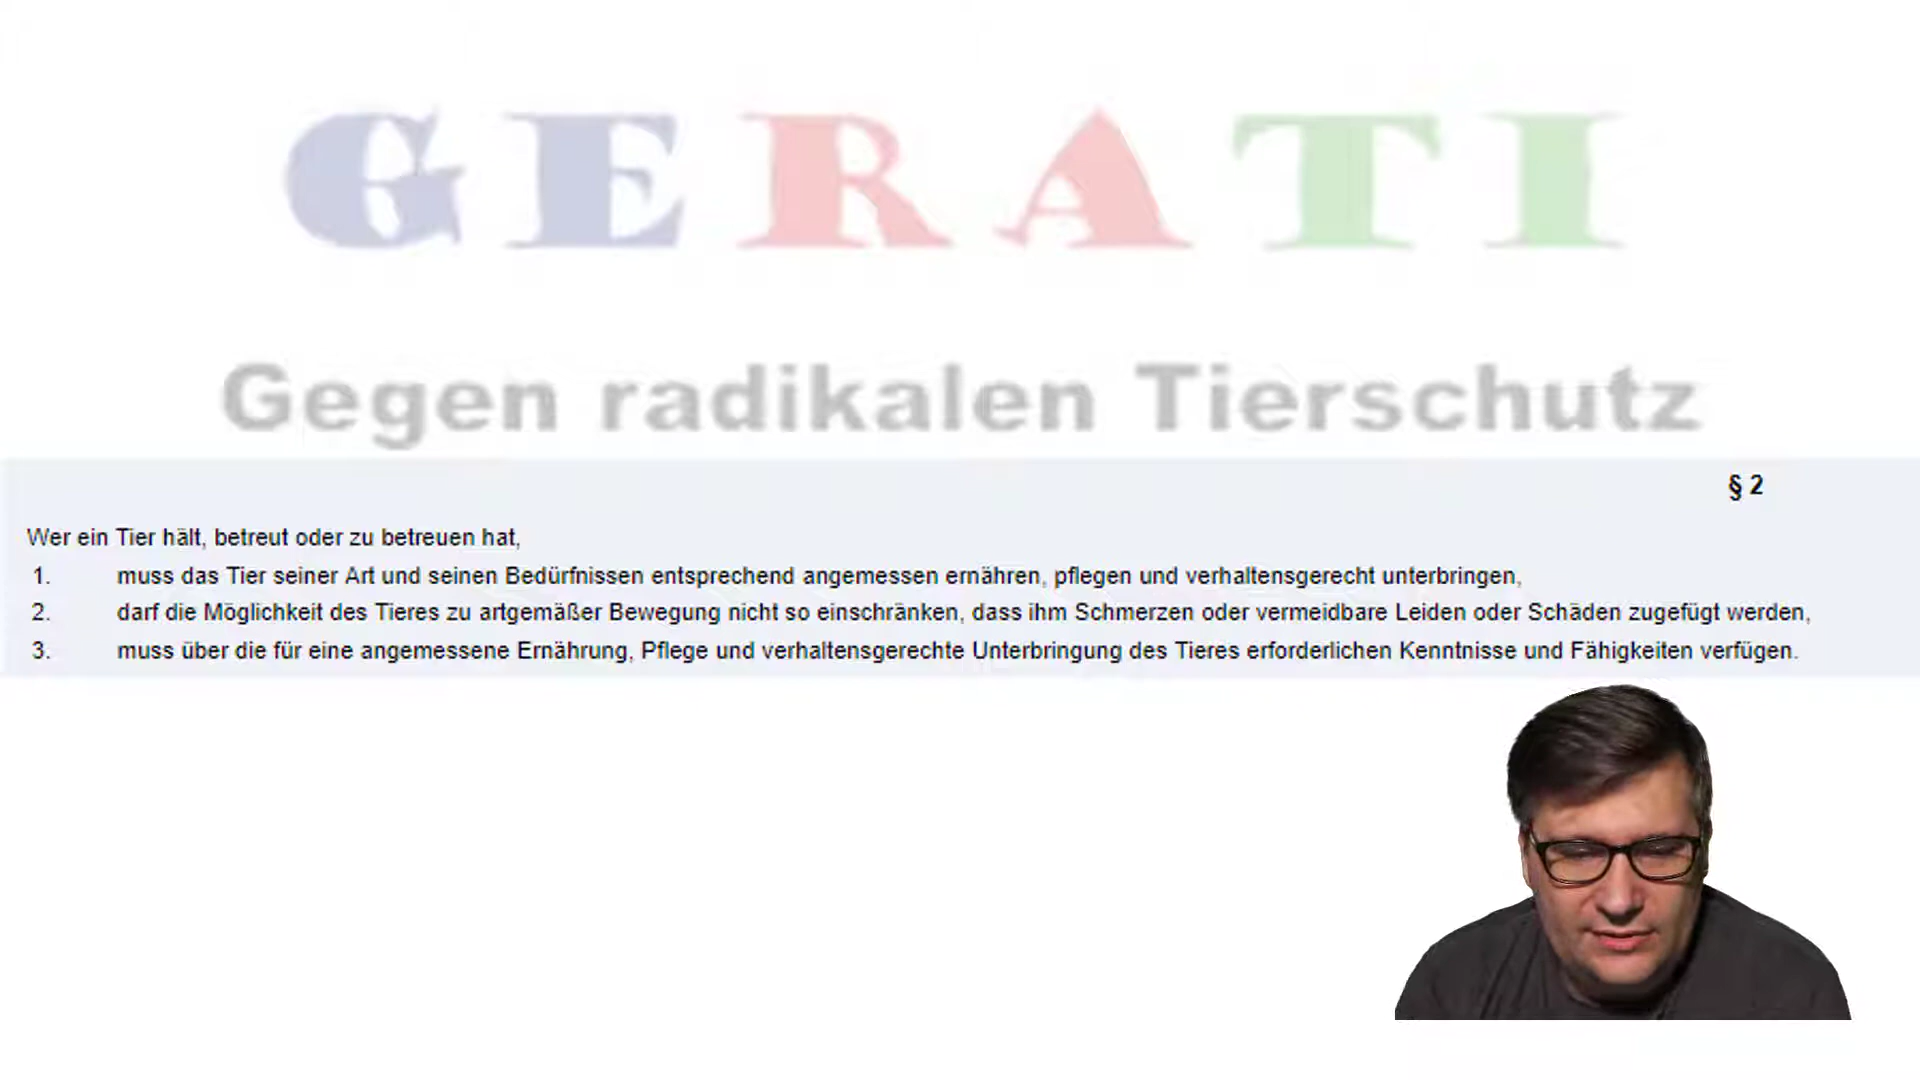 GERATI
Gegen radikalen Tierschutz
§ 2
Wer ein Tier hält, betreut oder zu betreuen hat,
1. muss das Tier seiner Art und seinen Bedürfnissen entsprechend angemessen ernähren, pflegen und verhaltensgerecht unterbringen,
2. darf die Möglichkeit des Tieres zu artgemäßer Bewegung nicht so einschränken, dass ihm Schmerzen oder vermeidbare Leiden oder Schäden zugefügt werden,
3. muss über die für eine angemessene Ernährung, Pflege und verhaltensgerechte Unterbringung des Tieres erforderlichen Kenntnisse und Fähigkeiten verfügen.